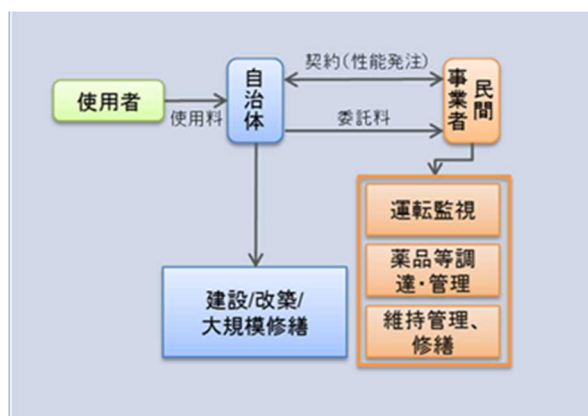 契約(性能発注)
使用者
使用料
自治体
委託料
民間
事業者
運転監視
薬品等調
達・管理
維持管理、
修繕
建設/改築/
大規模修繕